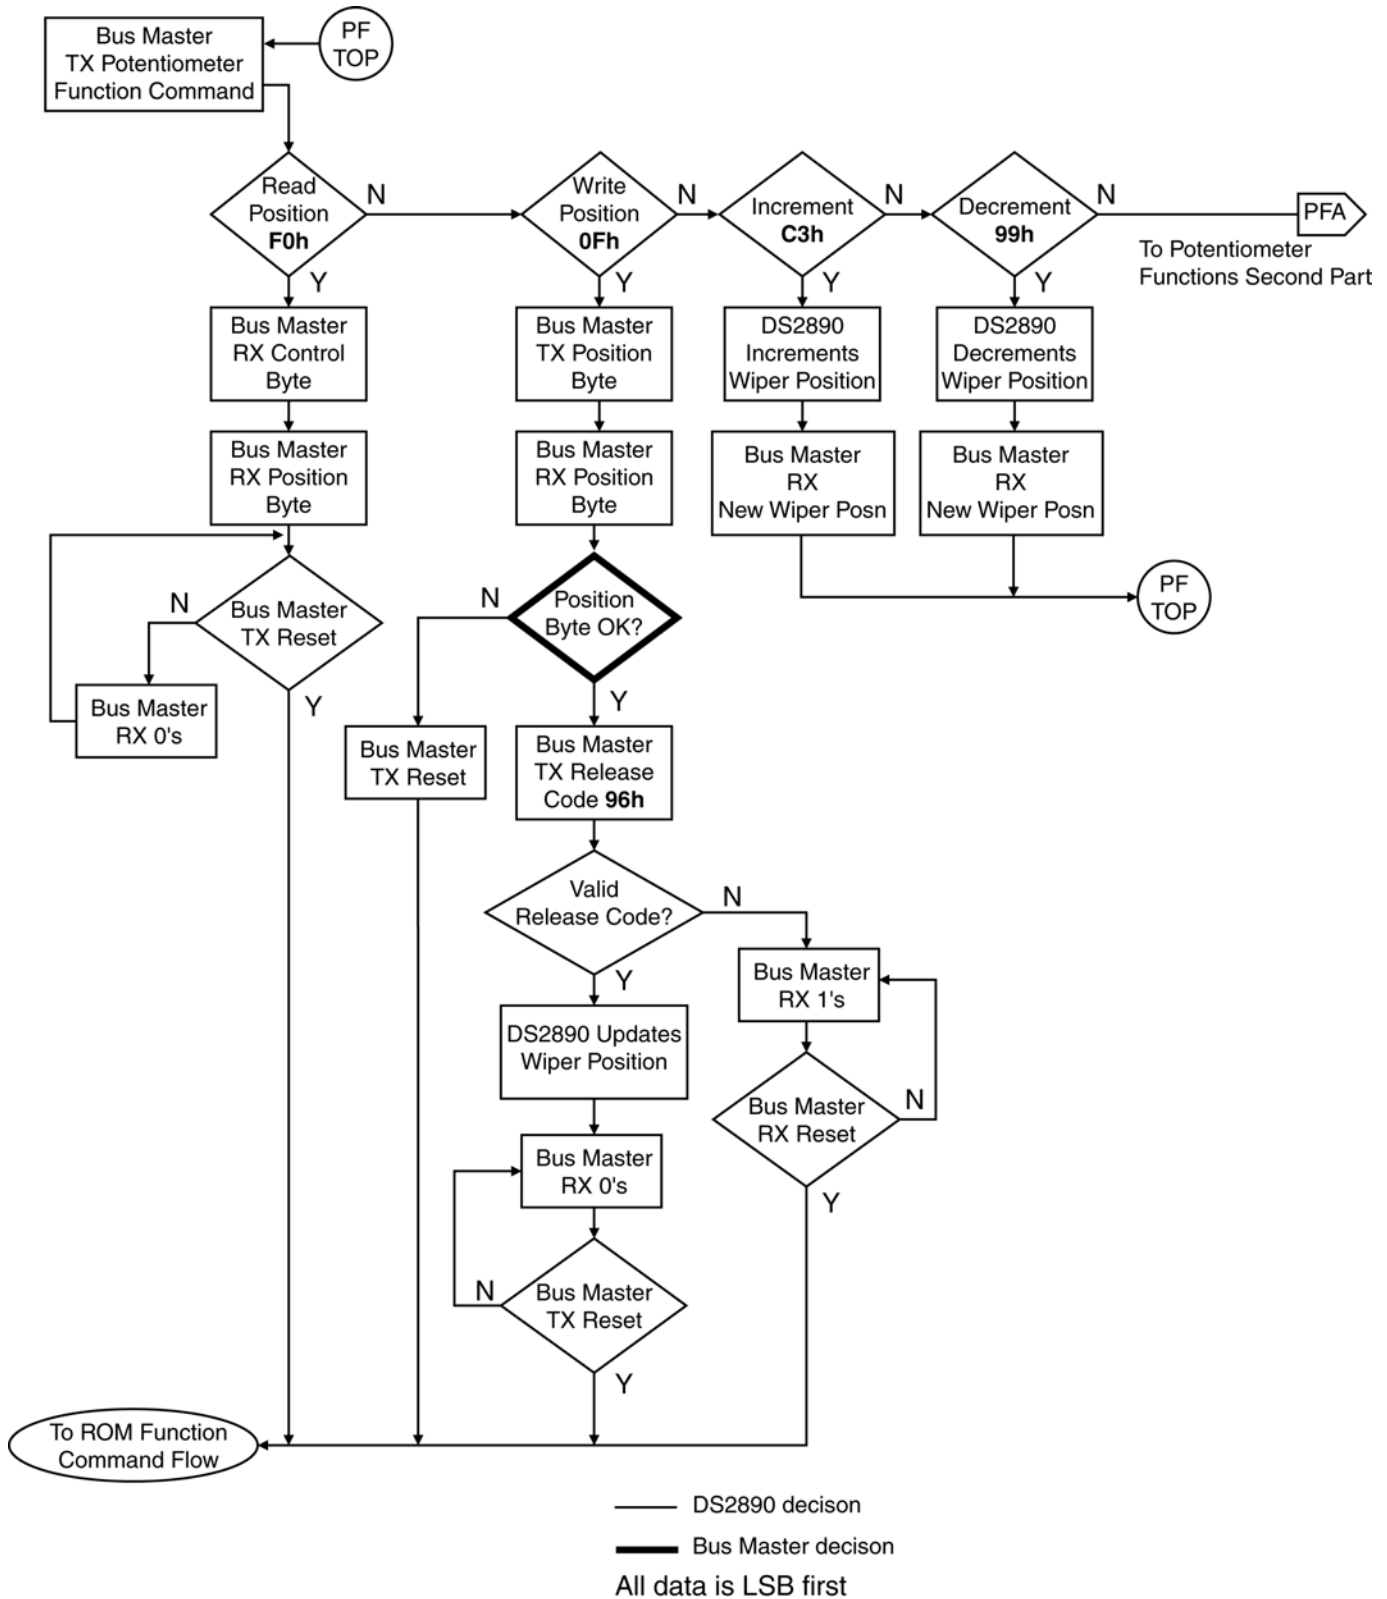 Bus Master
TX Potentiometer
Function Command
PF
TOP
Read
Position
F0h
N
Y
Write
Position
0Fh
N
Y
Increment
C3h
N
Y
Decrement
99h
N
Y
PFA
To Potentiometer
Functions Second Part
Bus Master
RX Control
Byte
Bus Master
TX Position
Byte
DS2890
Increments
Wiper Position
DS2890
Decrements
Wiper Position
Bus Master
RX Position
Byte
Bus Master
RX Position
Byte
Bus Master
RX
New Wiper Posn
Bus Master
RX
New Wiper Posn
PF
TOP
N
Bus Master
TX Reset
Y
Bus Master
RX 0's
N
Position
Byte OK?
Y
Bus Master
TX Reset
Bus Master
TX Release
Code 96h
Valid
Release Code?
N
Y
Bus Master
RX 1's
DS2890 Updates
Wiper Position
Bus Master
RX Reset
N
Y
Bus Master
RX 0's
N
Bus Master
TX Reset
Y
To ROM Function
Command Flow
DS2890 decison
Bus Master decison
All data is LSB first